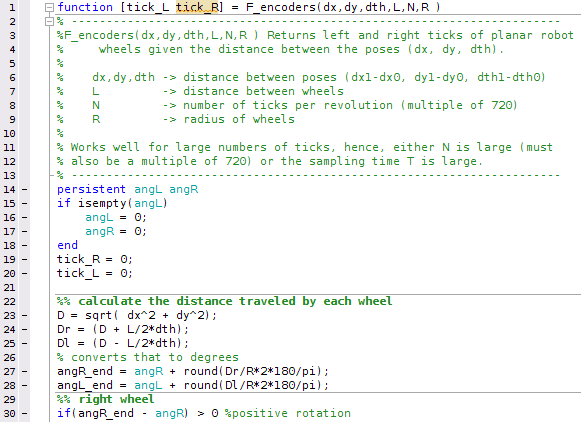 1 function [tick_L tick_R] = F_encoders(dx,dy,dth,L,N,R )
2 % ----------------------------------------------------------------------
3 %F_encoders(dx,dy,dth,L,N,R ) Returns left and right ticks of planar robot
4 %     wheels given the distance between the poses (dx, dy, dth).
5 %
6 %    dx,dy,dth -> distance between poses (dx1-dx0, dy1-dy0, dth1-dth0)
7 %    L         -> distance between wheels
8 %    N         -> number of ticks per revolution (multiple of 720)
9 %    R         -> radius of wheels
10 %
11 % Works well for large numbers of ticks, hence, either N is large (must
12 % also be a multiple of 720) or the sampling time T is large.
13 % ----------------------------------------------------------------------
14 - persistent angL angR
15 - if isempty(angL)
16 -     angL = 0;
17 -     angR = 0;
18 - end
19 - tick_R = 0;
20 - tick_L = 0;
21
22 %% calculate the distance traveled by each wheel
23 - D = sqrt( dx^2 + dy^2);
24 - Dr = (D + L/2*dth);
25 - Dl = (D - L/2*dth);
26 % converts that to degrees
27 - angR_end = angR + round(Dr/R*2*180/pi);
28 - angL_end = angL + round(Dl/R*2*180/pi);
29 %% right wheel
30 - if(angR_end - angR) > 0 %positive rotation